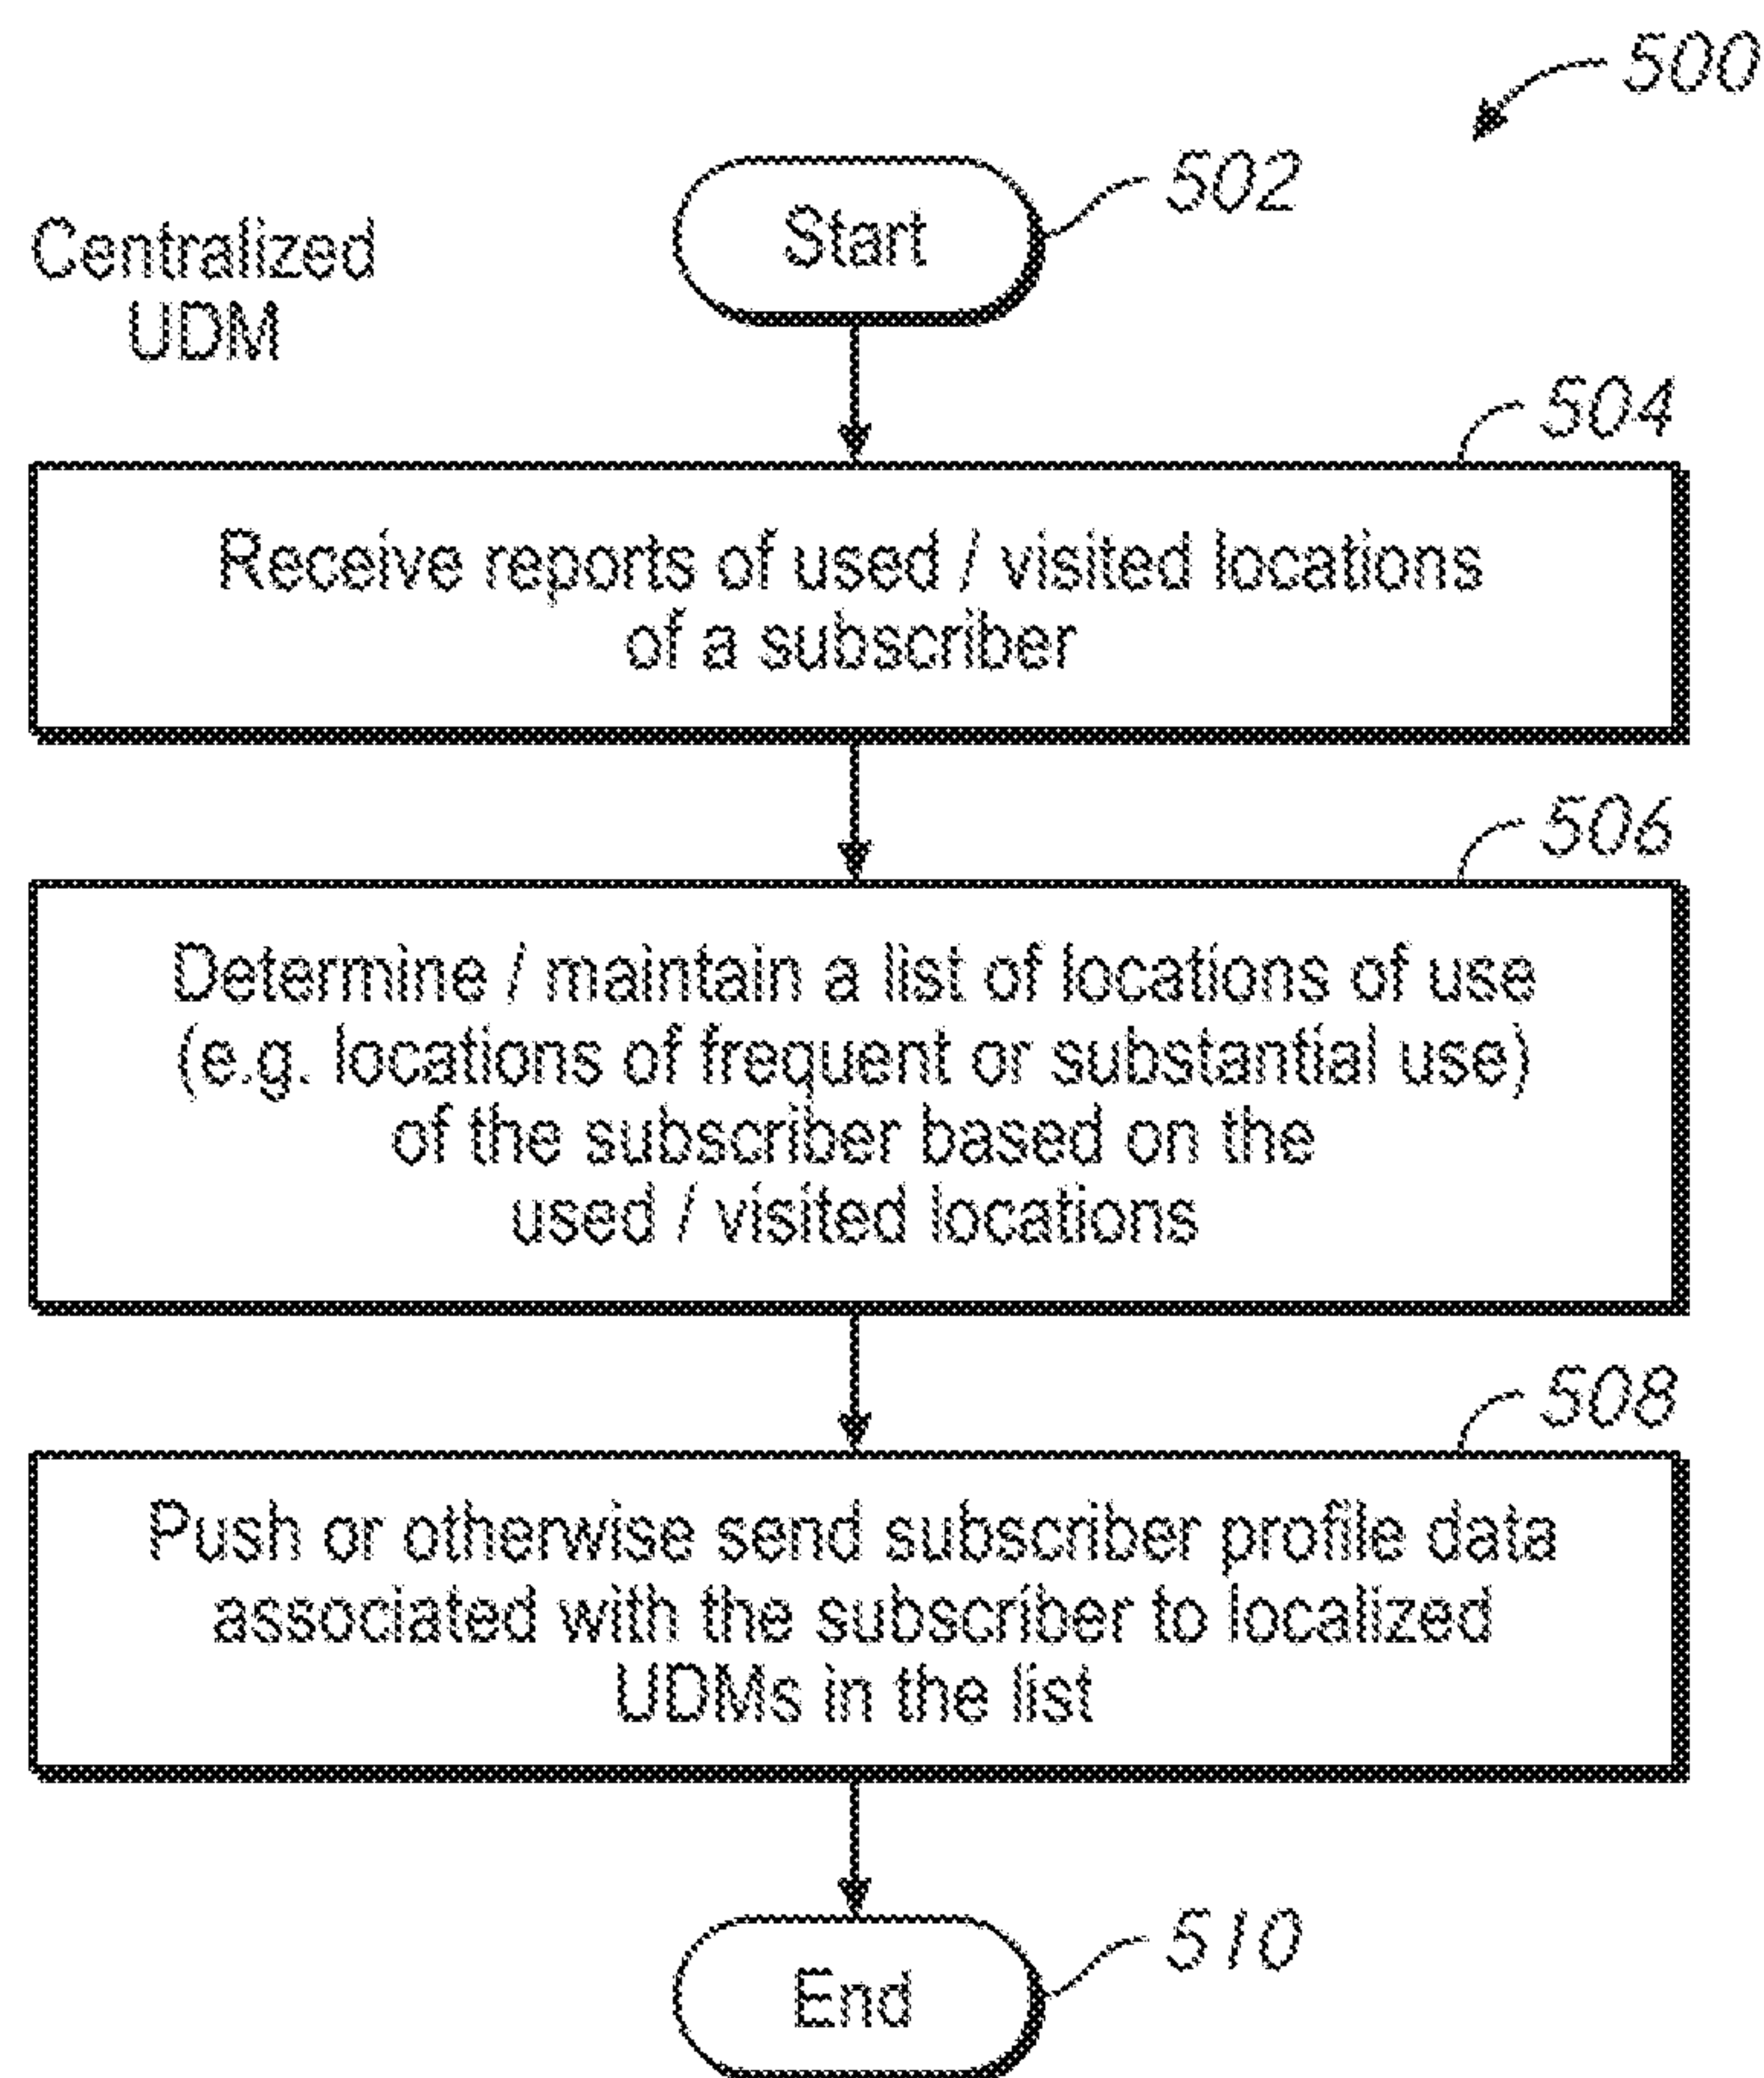 500
502
Start
Centralized
UDM
504
Receive reports of used / visited locations
of a subscriber
506
Determine / maintain a list of locations of use
(e.g. locations of frequent or substantial use)
of the subscriber based on the
used / visited locations
508
Push or otherwise send subscriber profile data
associated with the subscriber to localized
UDMs in the list
510
End